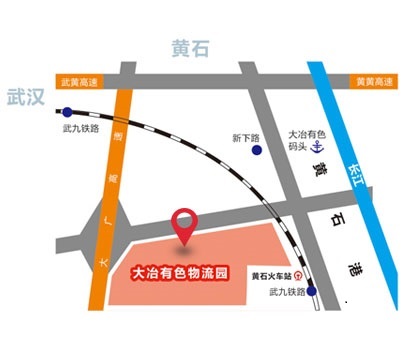 黄石
武汉
武黄高速
黄黄高速
武九铁路
新下路
大冶有色
码头
长江
黄石港
大广高速
大冶有色物流园
黄石火车站
武九铁路